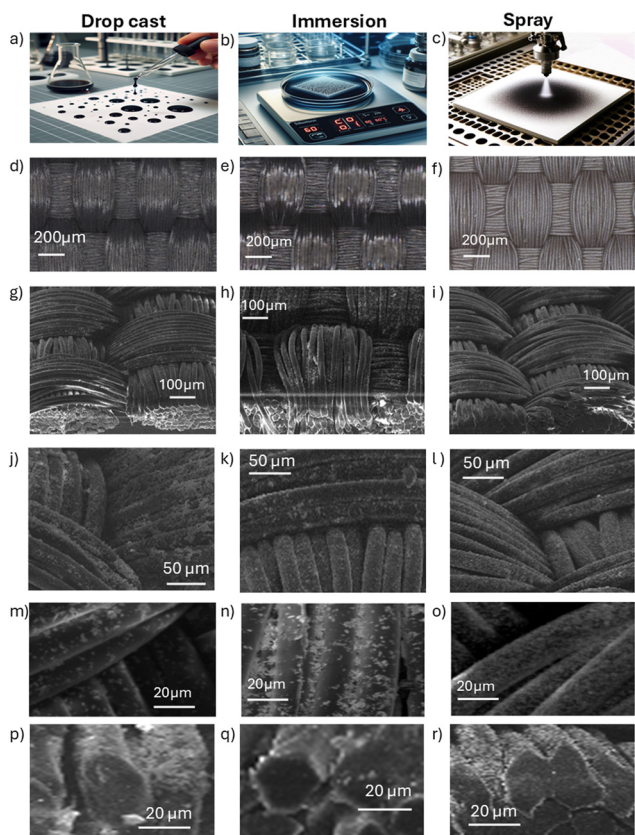 Drop cast Immersion Spray
a) b) c)
60
d) e) f)
200µm 200µm 200µm
g) h) i)
100µm 100µm 100µm
j) k) l)
50 µm 50 µm 50 µm
m) n) o)
20µm 20µm 20µm
p) q) r)
20 µm 20 µm 20 µm